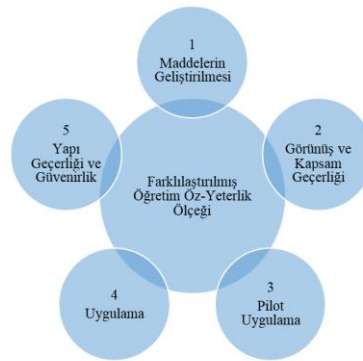 1
Maddelerin
Geliştirilmesi
2
Görünüş ve
Kapsam
Geçerliği
3
Pilot
Uygulama
4
Uygulama
5
Yapı
Geçerliği ve
Güvenirlik
Farklılaştırılmış
Öğretim Öz-Yeterlik
Ölçeği